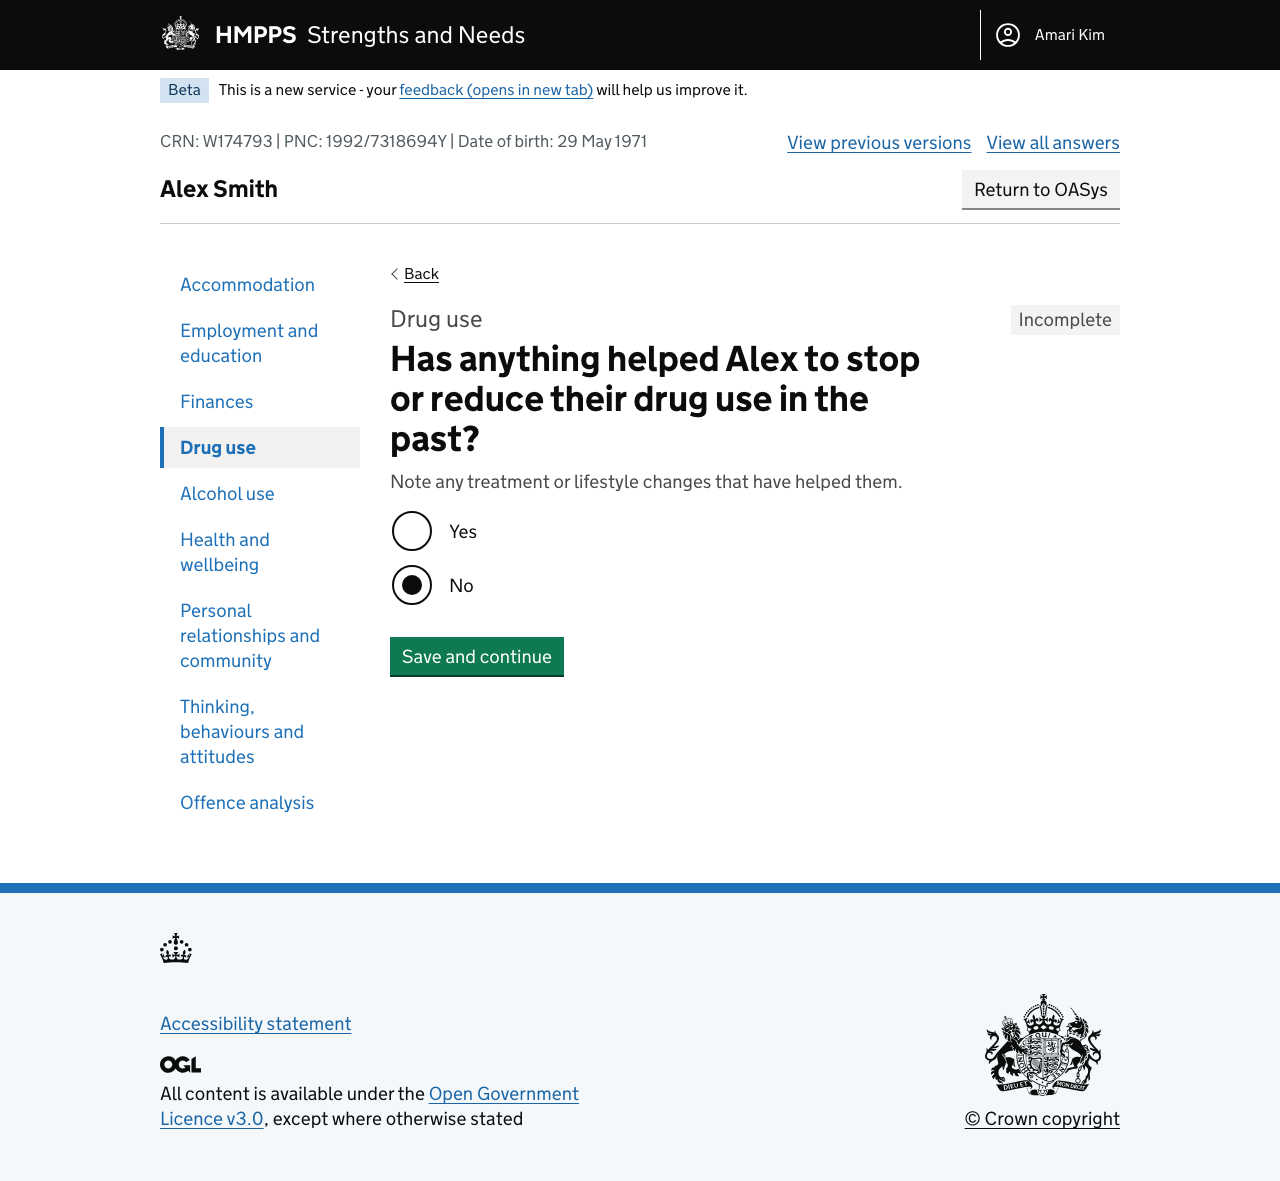 HMPPS Strengths and Needs
Amari Kim
Beta This is a new service - your feedback (opens in new tab) will help us improve it.
CRN: W174793 | PNC: 1992/7318694Y | Date of birth: 29 May 1971
View previous versions View all answers
Alex Smith
Return to OASys
Accommodation
Employment and
education
Finances
Drug use
Alcohol use
Health and
wellbeing
Personal
relationships and
community
Thinking,
behaviours and
attitudes
Offence analysis
Back
Drug use
Incomplete
Has anything helped Alex to stop
or reduce their drug use in the
past?
Note any treatment or lifestyle changes that have helped them.
Yes
No
Save and continue
Accessibility statement
OGL
All content is available under the Open Government
Licence v3.0, except where otherwise stated
DIEU ET MON DROIT
© Crown copyright